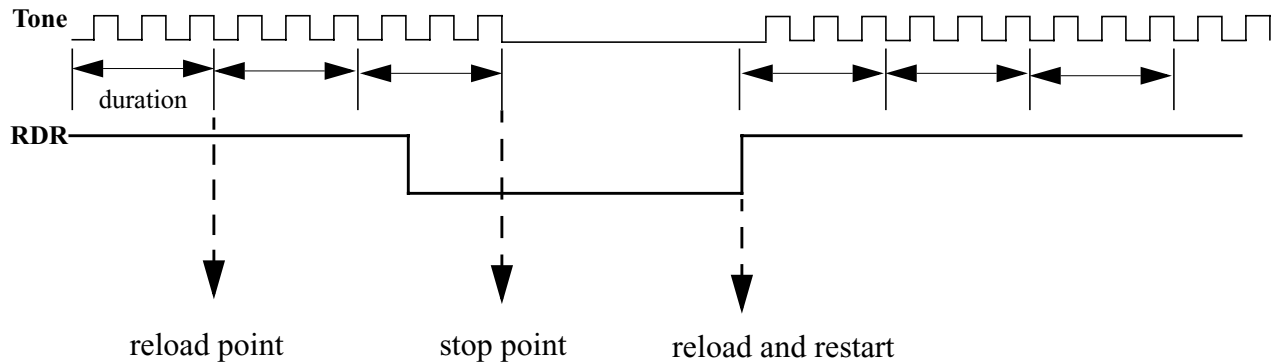 Tone
duration
RDR
reload point
stop point
reload and restart